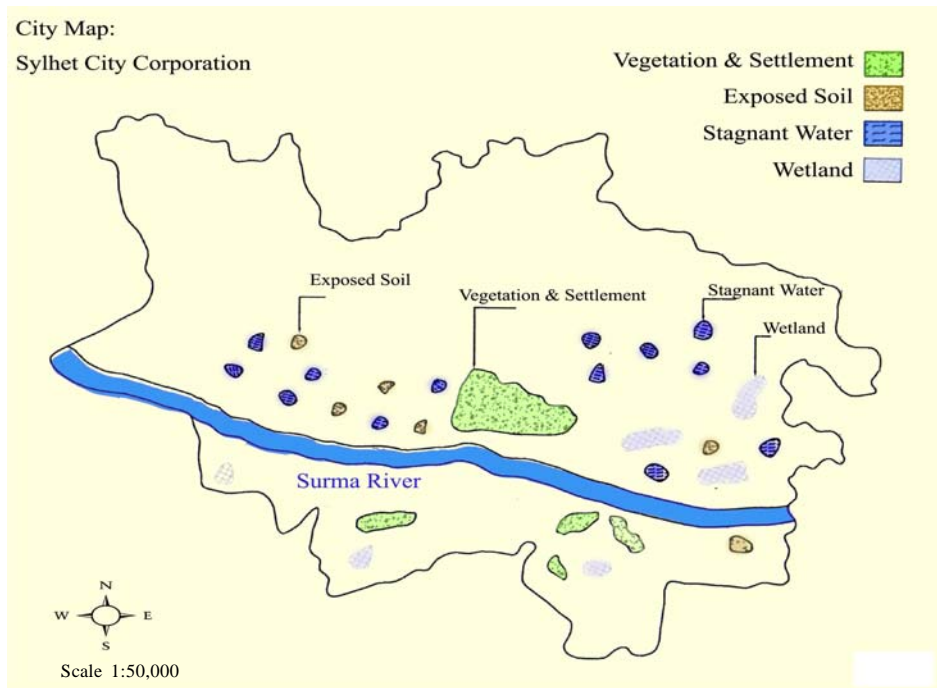 City Map:
Sylhet City Corporation
Vegetation & Settlement
Exposed Soil
Stagnant Water
Wetland
Exposed Soil
Vegetation & Settlement
Stagnant Water
Wetland
Surma River
N
W E
S
Scale 1:50,000